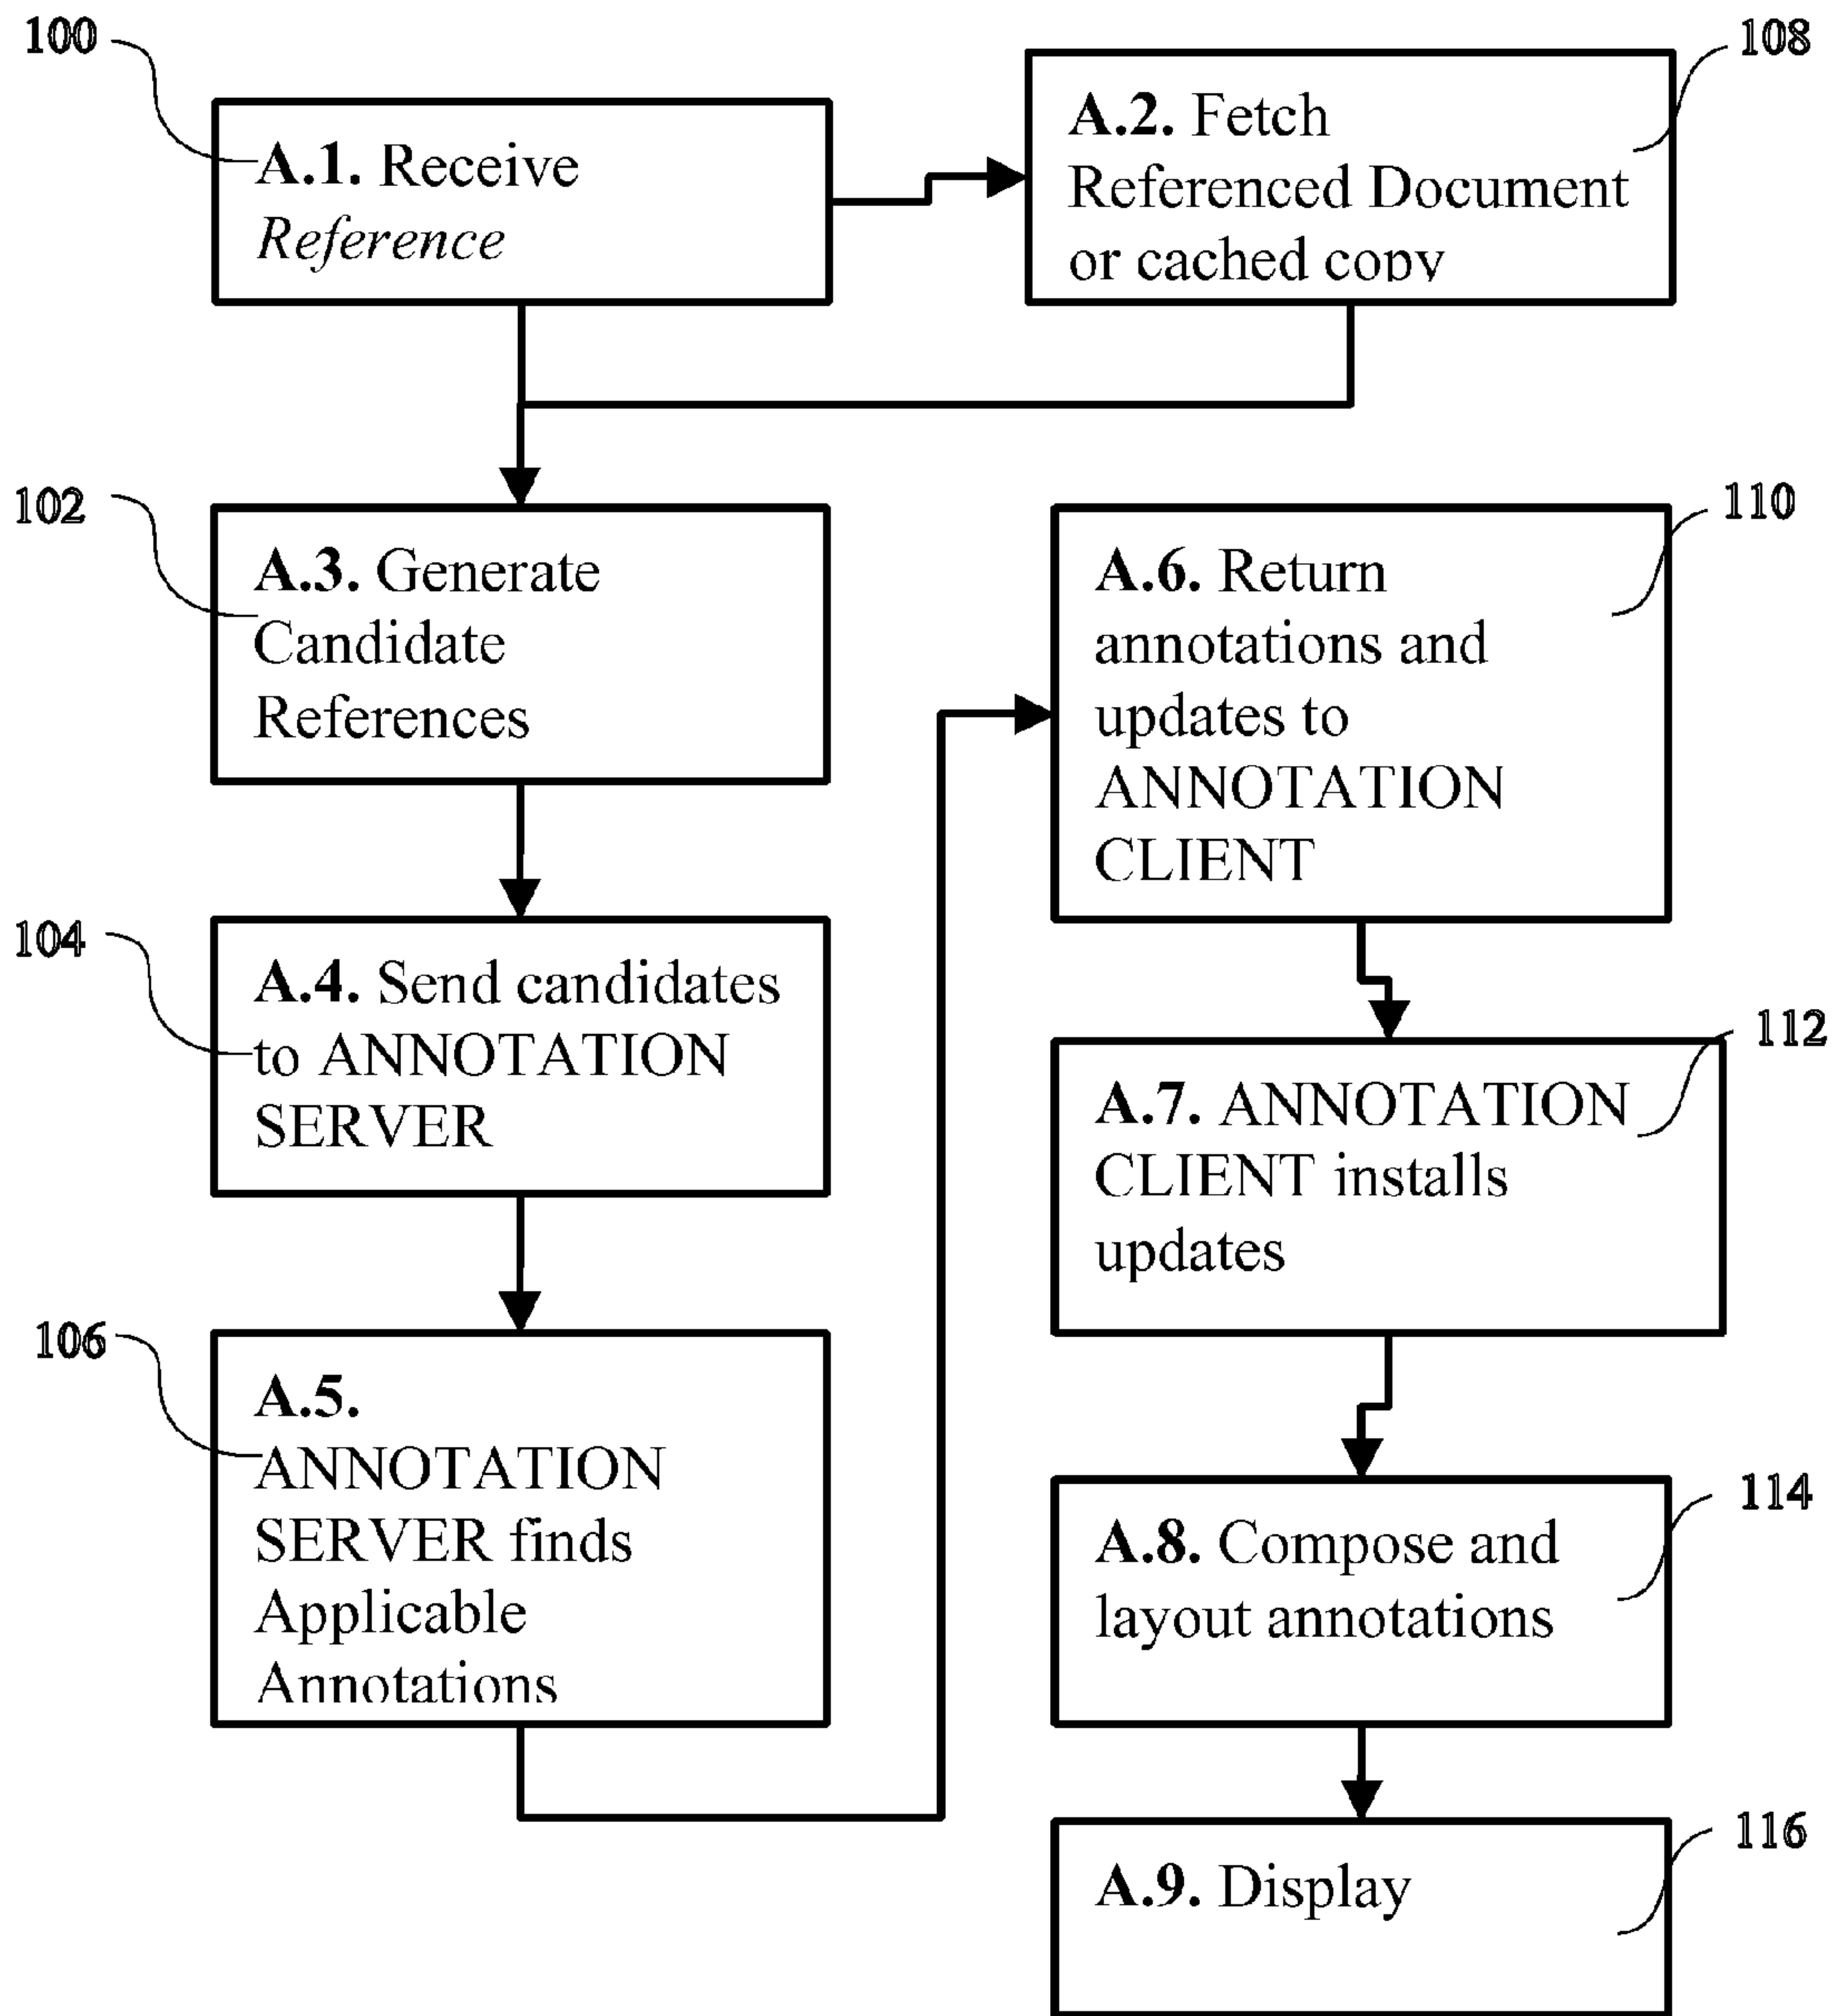 100
A.1. Receive
Reference
108
A.2. Fetch
Referenced Document
or cached copy
102
A.3. Generate
Candidate
References
104
A.4. Send candidates
to ANNOTATION
SERVER
106
A.5.
ANNOTATION
SERVER finds
Applicable
Annotations
110
A.6. Return
annotations and
updates to
ANNOTATION
CLIENT
112
A.7. ANNOTATION
CLIENT installs
updates
114
A.8. Compose and
layout annotations
116
A.9. Display